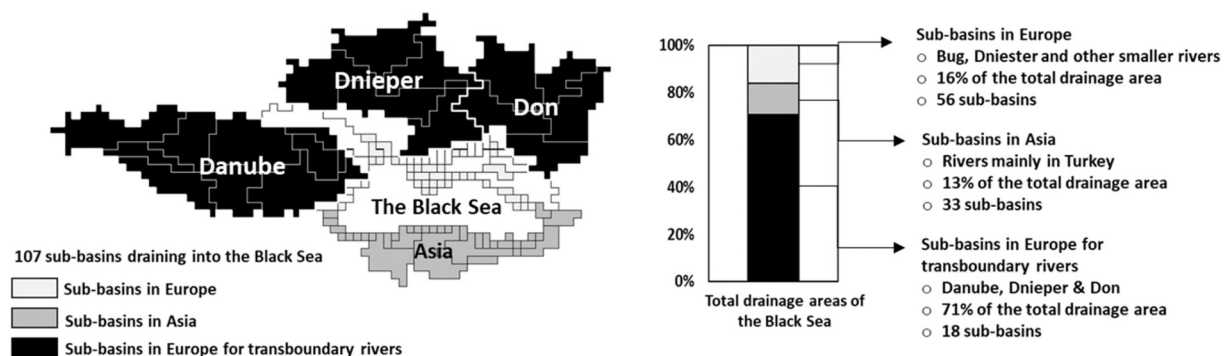 Dnieper
Don
Danube
The Black Sea
Asia
107 sub-basins draining into the Black Sea
Sub-basins in Europe
Sub-basins in Asia
Sub-basins in Europe for transboundary rivers
100%
80%
60%
40%
20%
0%
Total drainage areas of
the Black Sea
Sub-basins in Europe
○ Bug, Dniester and other smaller rivers
○ 16% of the total drainage area
○ 56 sub-basins
Sub-basins in Asia
○ Rivers mainly in Turkey
○ 13% of the total drainage area
○ 33 sub-basins
Sub-basins in Europe for
transboundary rivers
○ Danube, Dnieper & Don
○ 71% of the total drainage area
○ 18 sub-basins